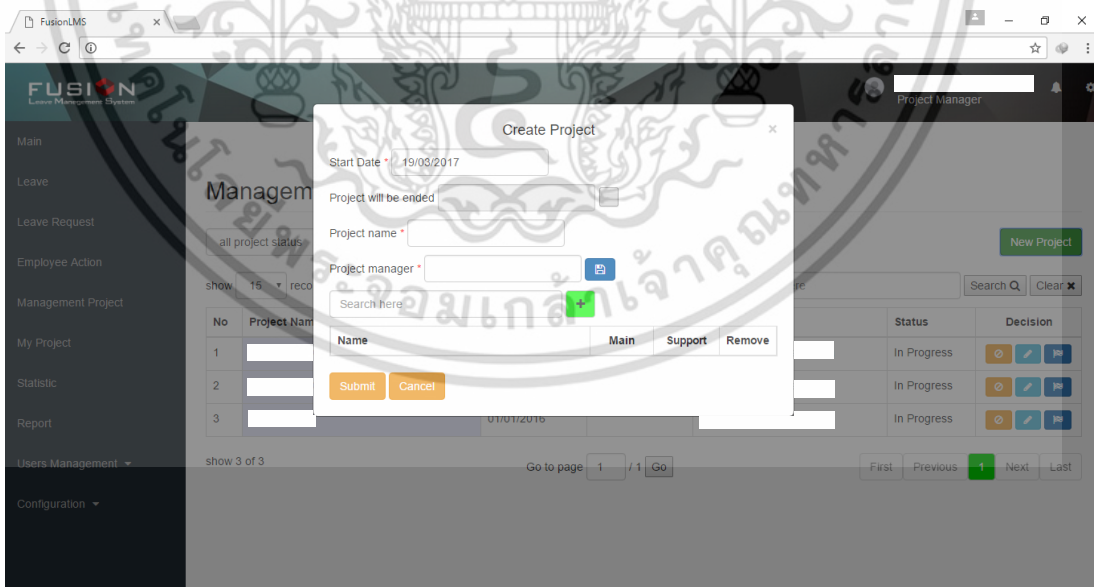 FusionLMS
FUSION
Leave Management System
Project Manager
Main
Leave
Leave Request
Employee Action
Management Project
My Project
Statistic
Report
Users Management
Configuration
Managem
all project status
New Project
show 15 reco
re
Search
Clear
No Project Nam Status Decision
1 In Progress
2 In Progress
3 01/01/2016 In Progress
show 3 of 3
Go to page 1 / 1 Go
First Previous 1 Next Last
Create Project
Start Date * 19/03/2017
Project will be ended
Project name *
Project manager *
Search here
Name Main Support Remove
Submit Cancel